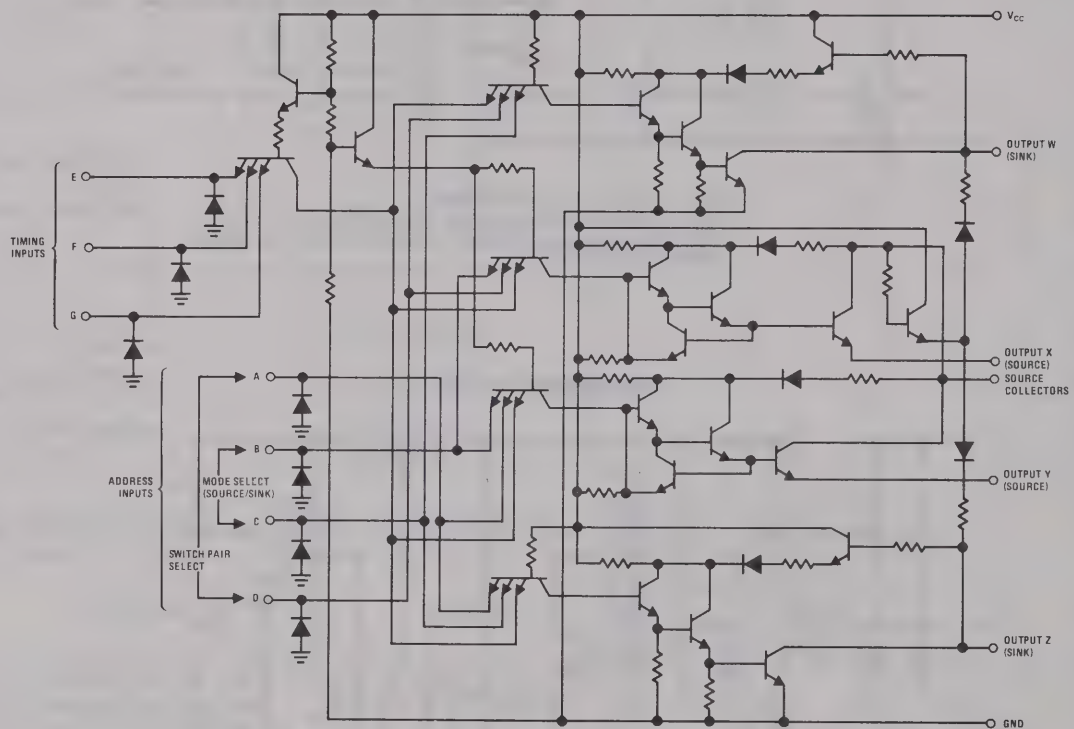 VCC
OUTPUT W
(SINK)
E
TIMING
INPUTS
F
G
OUTPUT X
(SOURCE)
SOURCE
COLLECTORS
A
ADDRESS
INPUTS
B
MODE SELECT
(SOURCE/SINK)
C
OUTPUT Y
(SOURCE)
SWITCH PAIR
SELECT
D
OUTPUT Z
(SINK)
GND